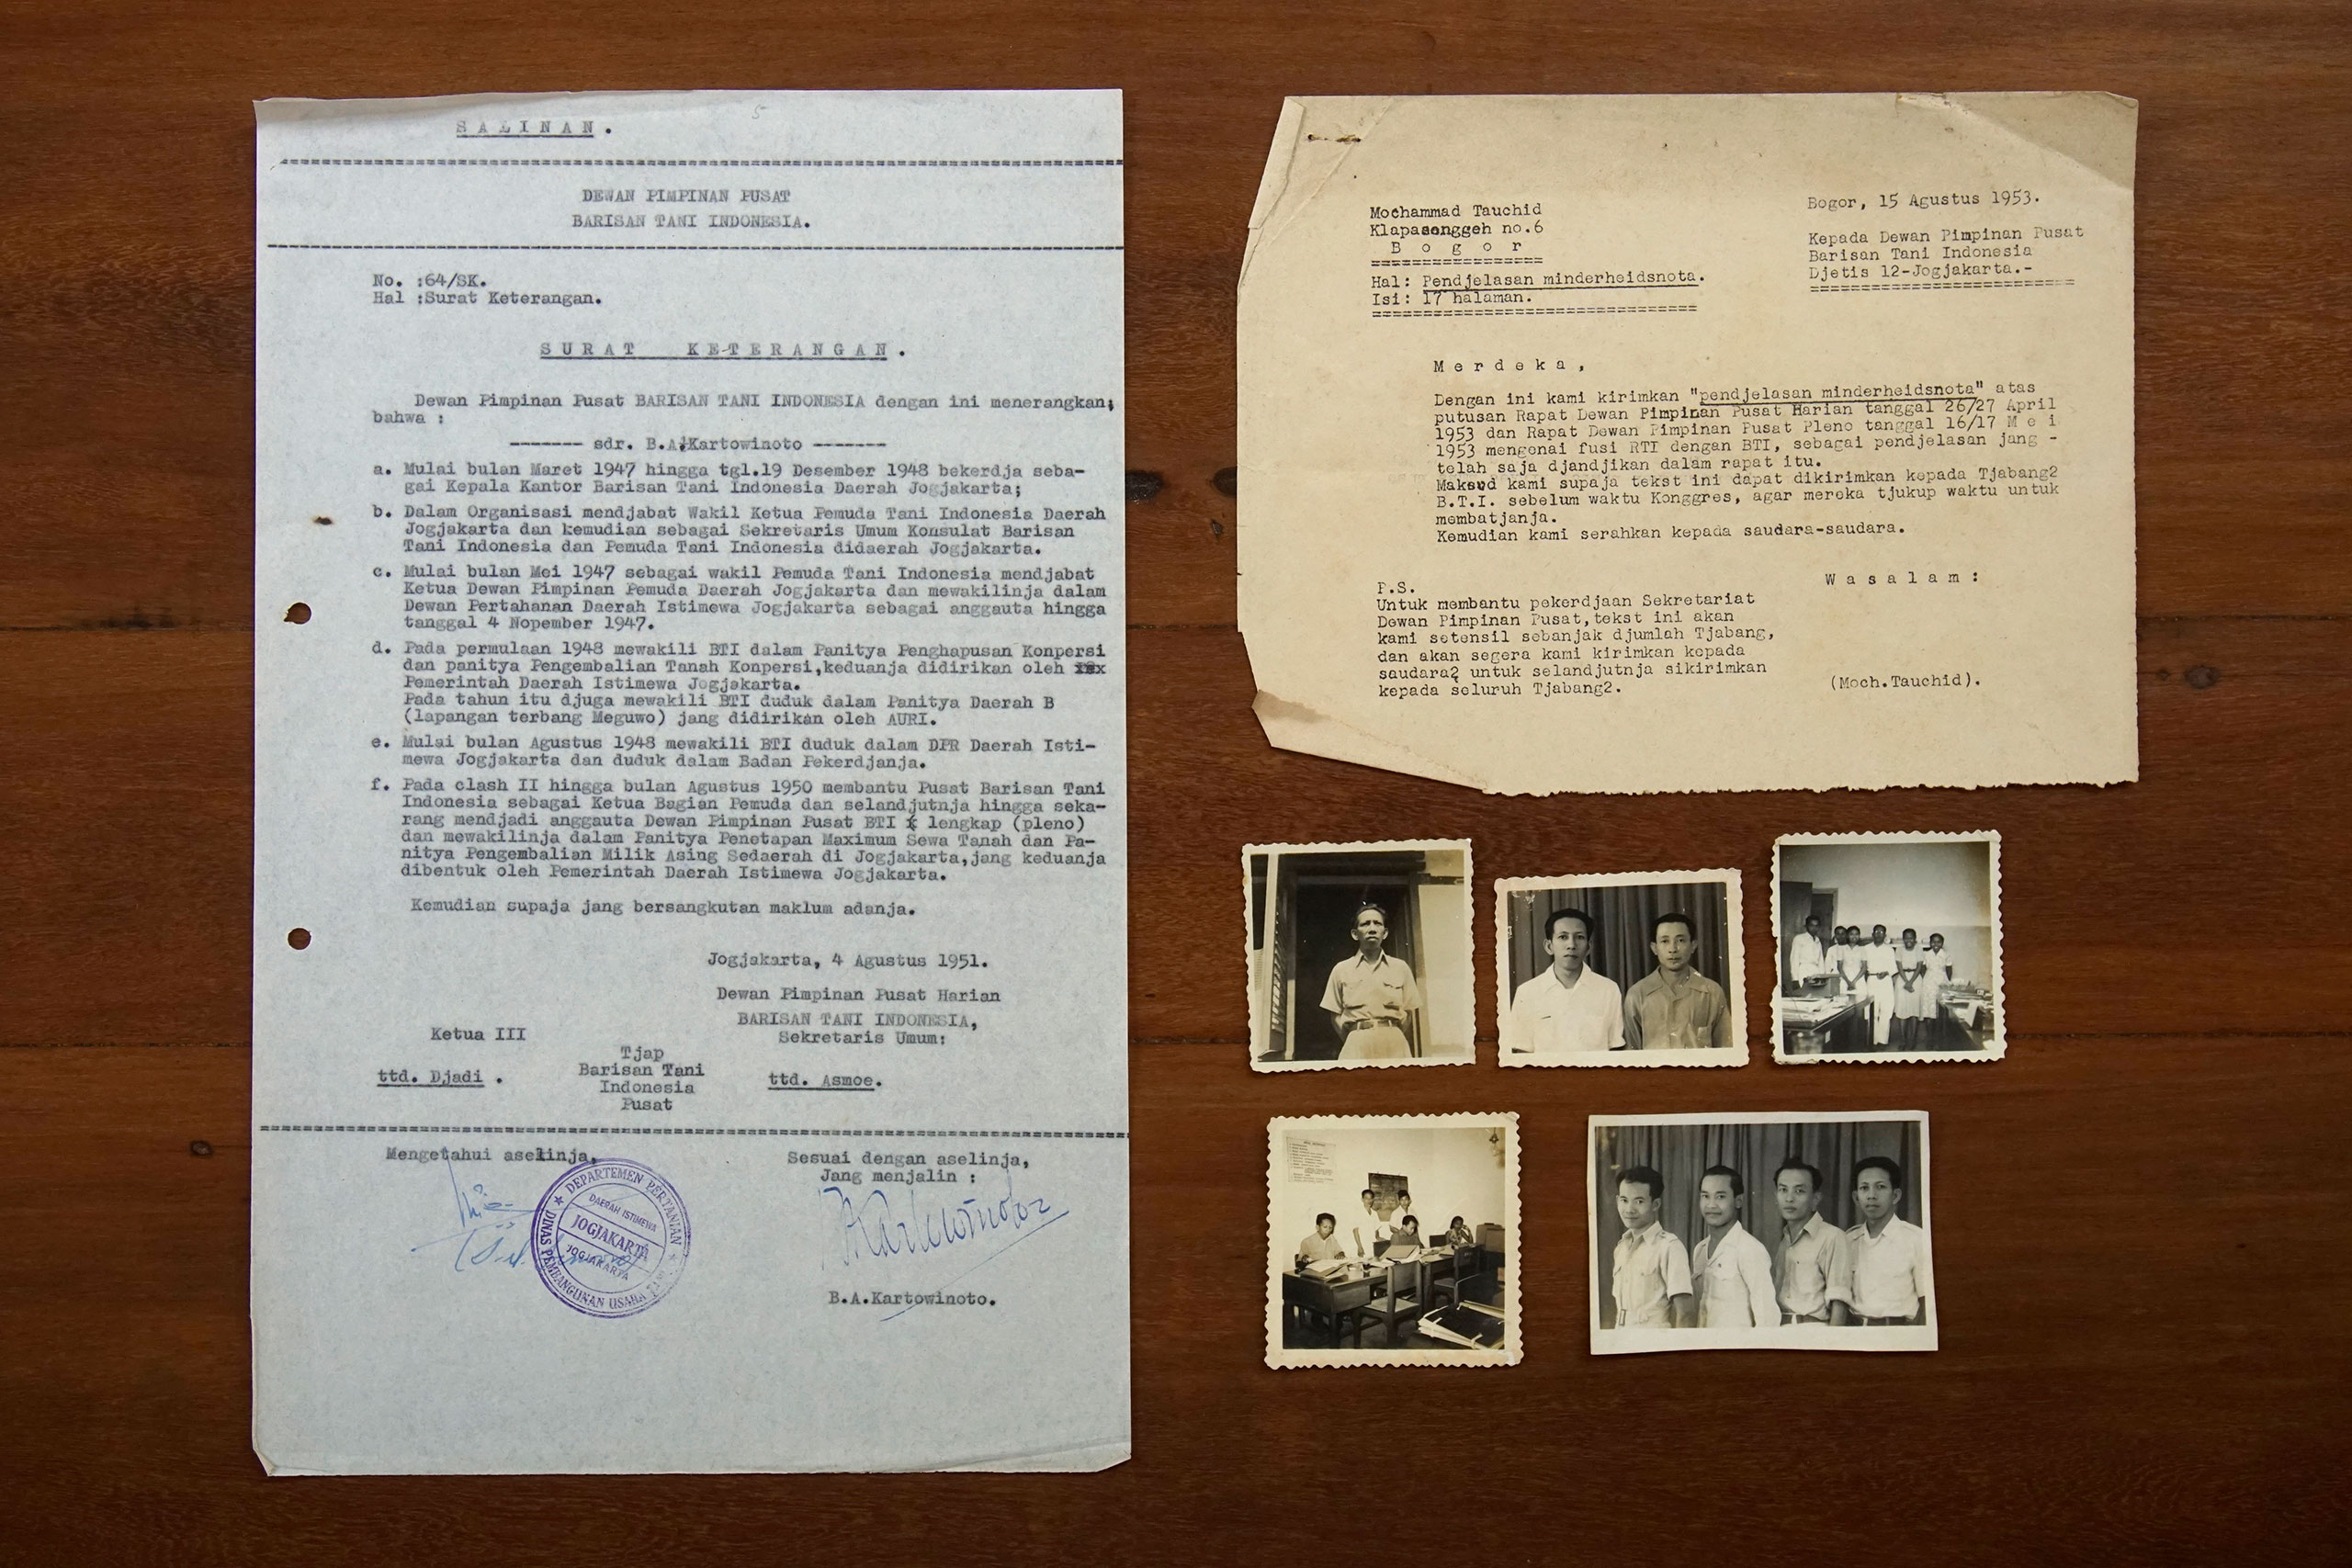 5
SALINAN.
DEWAN PIMPINAN PUSAT
BARISAN TANI INDONESIA.
No. :64/SK.
Hal :Surat Keterangan.
SURAT KETERANGAN.
Dewan Pimpinan Pusat BARISAN TANI INDONESIA dengan ini menerangkan;
bahwa :
------- sdr. B.A.Kartowinoto -------
a. Mulai bulan Maret 1947 hingga tgl.19 Desember 1948 bekerdja seba-
gai Kepala Kantor Barisan Tani Indonesia Daerah Jogjakarta;
b. Dalam Organisasi mendjabat Wakil Ketua Pemuda Tani Indonesia Daerah
Jogjakarta dan kemudian sebagai Sekretaris Umum Konsulat Barisan
Tani Indonesia dan Pemuda Tani Indonesia didaerah Jogjakarta.
c. Mulai bulan Mei 1947 sebagai wakil Pemuda Tani Indonesia mendjabat
Ketua Dewan Pimpinan Pemuda Daerah Jogjakarta dan mewakilinja dalam
Dewan Pertahanan Daerah Istimewa Jogjakarta sebagai anggauta hingga
tanggal 4 Nopember 1947.
d. Pada permulaan 1948 mewakili BTI dalam Panitya Penghapusan Konpersi
dan panitya Pengembalian Tanah Konpersi,keduanja didirikan oleh
Pemerintah Daerah Istimewa Jogjakarta.
Pada tahun itu djuga mewakili BTI duduk dalam Panitya Daerah B
(lapangan terbang Meguwo) jang didirikan oleh AURI.
e. Mulai bulan Agustus 1948 mewakili BTI duduk dalam DPR Daerah Isti-
mewa Jogjakarta dan duduk dalam Badan Pekerdjanja.
f. Pada clash II hingga bulan Agustus 1950 membantu Pusat Barisan Tani
Indonesia sebagai Ketua Bagian Pemuda dan selandjutnja hingga seka-
rang mendjadi anggauta Dewan Pimpinan Pusat BTI lengkap (pleno)
dan mewakilinja dalam Panitya Penetapan Maximum Sewa Tanah dan Pa-
nitya Pengembalian Milik Asing Sedaerah di Jogjakarta,jang keduanja
dibentuk oleh Pemerintah Daerah Istimewa Jogjakarta.
Kemudian supaja jang bersangkutan maklum adanja.
Jogjakarta, 4 Agustus 1951.
Dewan Pimpinan Pusat Harian
BARISAN TANI INDONESIA,
Ketua III
Sekretaris Umum:
Tjap
Barisan Tani
Indonesia
Pusat
ttd. Djadi .
ttd. Asmoe.
Mengetahui aselinja,
DEPARTEMEN PERTANIAN
DAERAH ISTIMEWA
JOGJAKARTA
JOGJAKARTA
DINAS PEMBANGUNAN USAHA TANI
Sesuai dengan aselinja,
Jang menjalin :
Kartowinoto
B.A.Kartowinoto.
Mochammad Tauchid
Klapasenggeh no.6
B o g o r
Hal: Pendjelasan minderheidsnota.
Isi: 17 halaman.
Bogor, 15 Agustus 1953.
Kepada Dewan Pimpinan Pusat
Barisan Tani Indonesia
Djetis 12-Jogjakarta.-
M e r d e k a ,
Dengan ini kami kirimkan "pendjelasan minderheidsnota" atas
putusan Rapat Dewan Pimpinan Pusat Harian tanggal 26/27 April
1953 dan Rapat Dewan Pimpinan Pusat Pleno tanggal 16/17 M e i
1953 mengenai fusi RTI dengan BTI, sebagai pendjelasan jang -
telah saja djandjikan dalam rapat itu.
Maksud kami supaja tekst ini dapat dikirimkan kepada Tjabang2
B.T.I. sebelum waktu Konggres, agar mereka tjukup waktu untuk
membatjanja.
Kemudian kami serahkan kepada saudara-saudara.
W a s a l a m :
P.S.
Untuk membantu pekerdjaan Sekretariat
Dewan Pimpinan Pusat,tekst ini akan
kami setensil sebanjak djumlah Tjabang,
dan akan segera kami kirimkan kepada
saudara2 untuk selandjutnja sikirimkan
kepada seluruh Tjabang2.
(Moch.Tauchid).